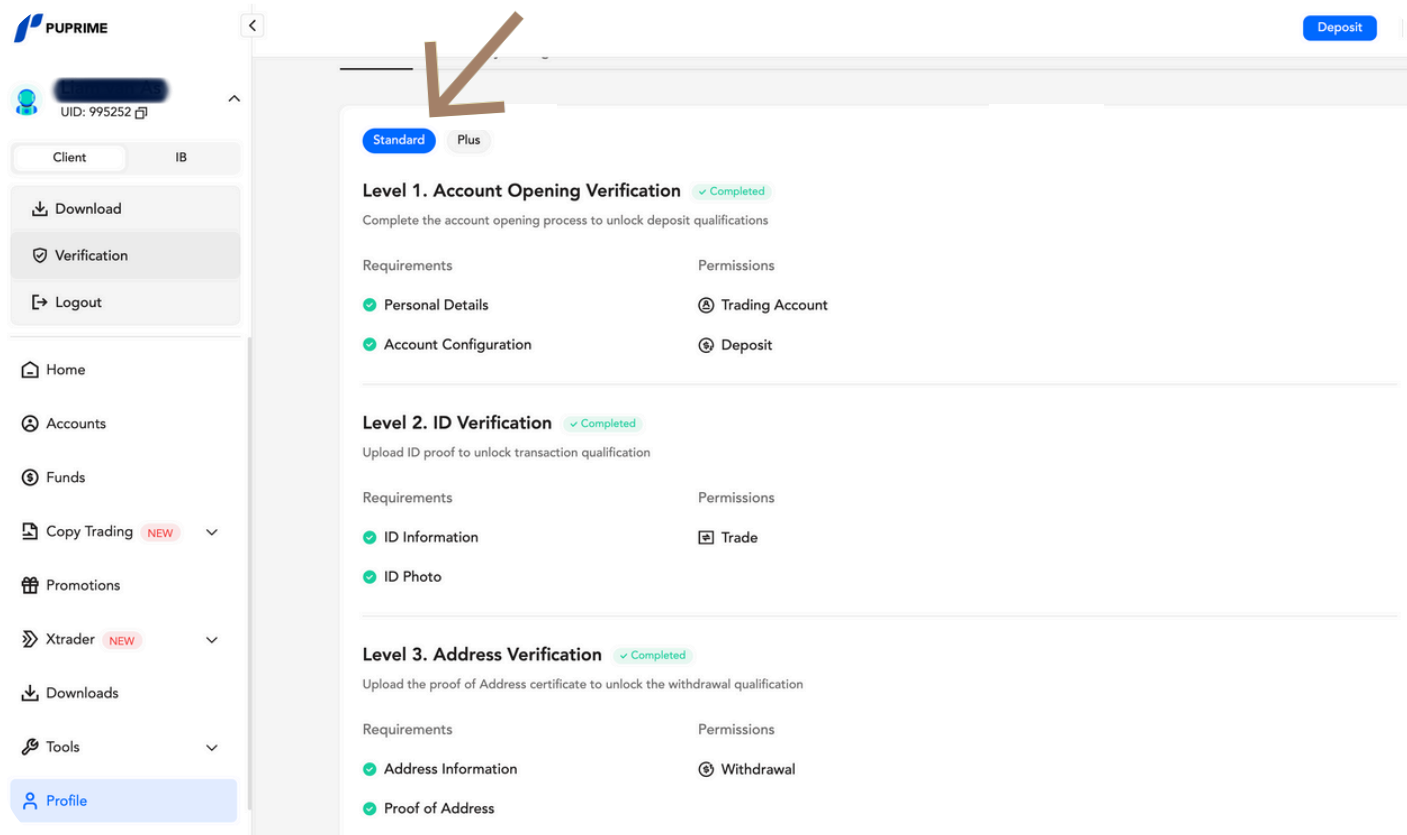 PUPRIME
Deposit
UID: 995252
Client
IB
Download
Verification
Logout
Home
Accounts
Funds
Copy Trading NEW
Promotions
Xtrader NEW
Downloads
Tools
Profile
Standard
Plus
Level 1. Account Opening Verification Completed
Complete the account opening process to unlock deposit qualifications
Requirements
Permissions
Personal Details
Trading Account
Account Configuration
Deposit
Level 2. ID Verification Completed
Upload ID proof to unlock transaction qualification
Requirements
Permissions
ID Information
Trade
ID Photo
Level 3. Address Verification Completed
Upload the proof of Address certificate to unlock the withdrawal qualification
Requirements
Permissions
Address Information
Withdrawal
Proof of Address